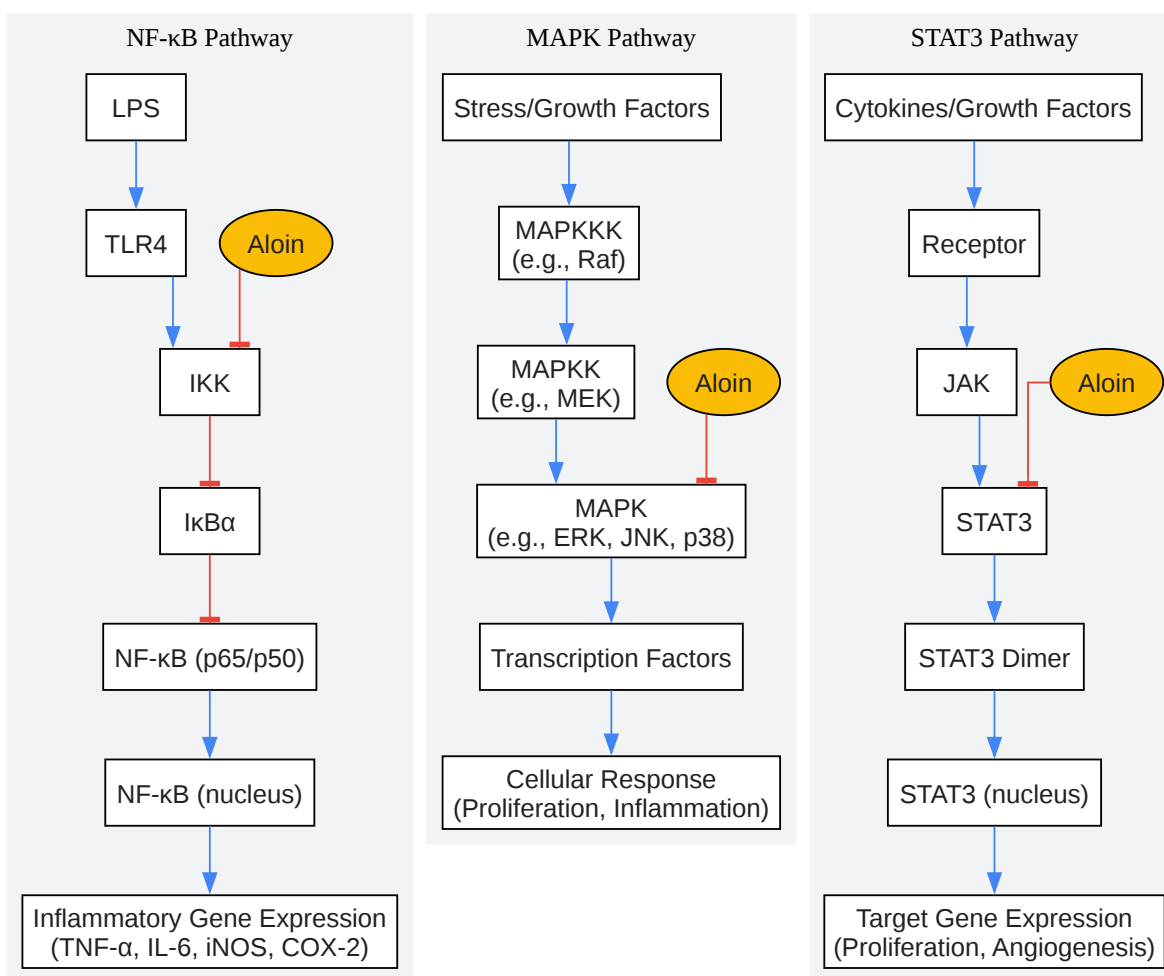 NF-κB Pathway
LPS
TLR4
Aloin
IKK
IκBα
NF-κB (p65/p50)
NF-κB (nucleus)
Inflammatory Gene Expression
(TNF-α, IL-6, iNOS, COX-2)
MAPK Pathway
Stress/Growth Factors
MAPKKK
(e.g., Raf)
MAPKK
(e.g., MEK)
Aloin
MAPK
(e.g., ERK, JNK, p38)
Transcription Factors
Cellular Response
(Proliferation, Inflammation)
STAT3 Pathway
Cytokines/Growth Factors
Receptor
JAK
Aloin
STAT3
STAT3 Dimer
STAT3 (nucleus)
Target Gene Expression
(Proliferation, Angiogenesis)